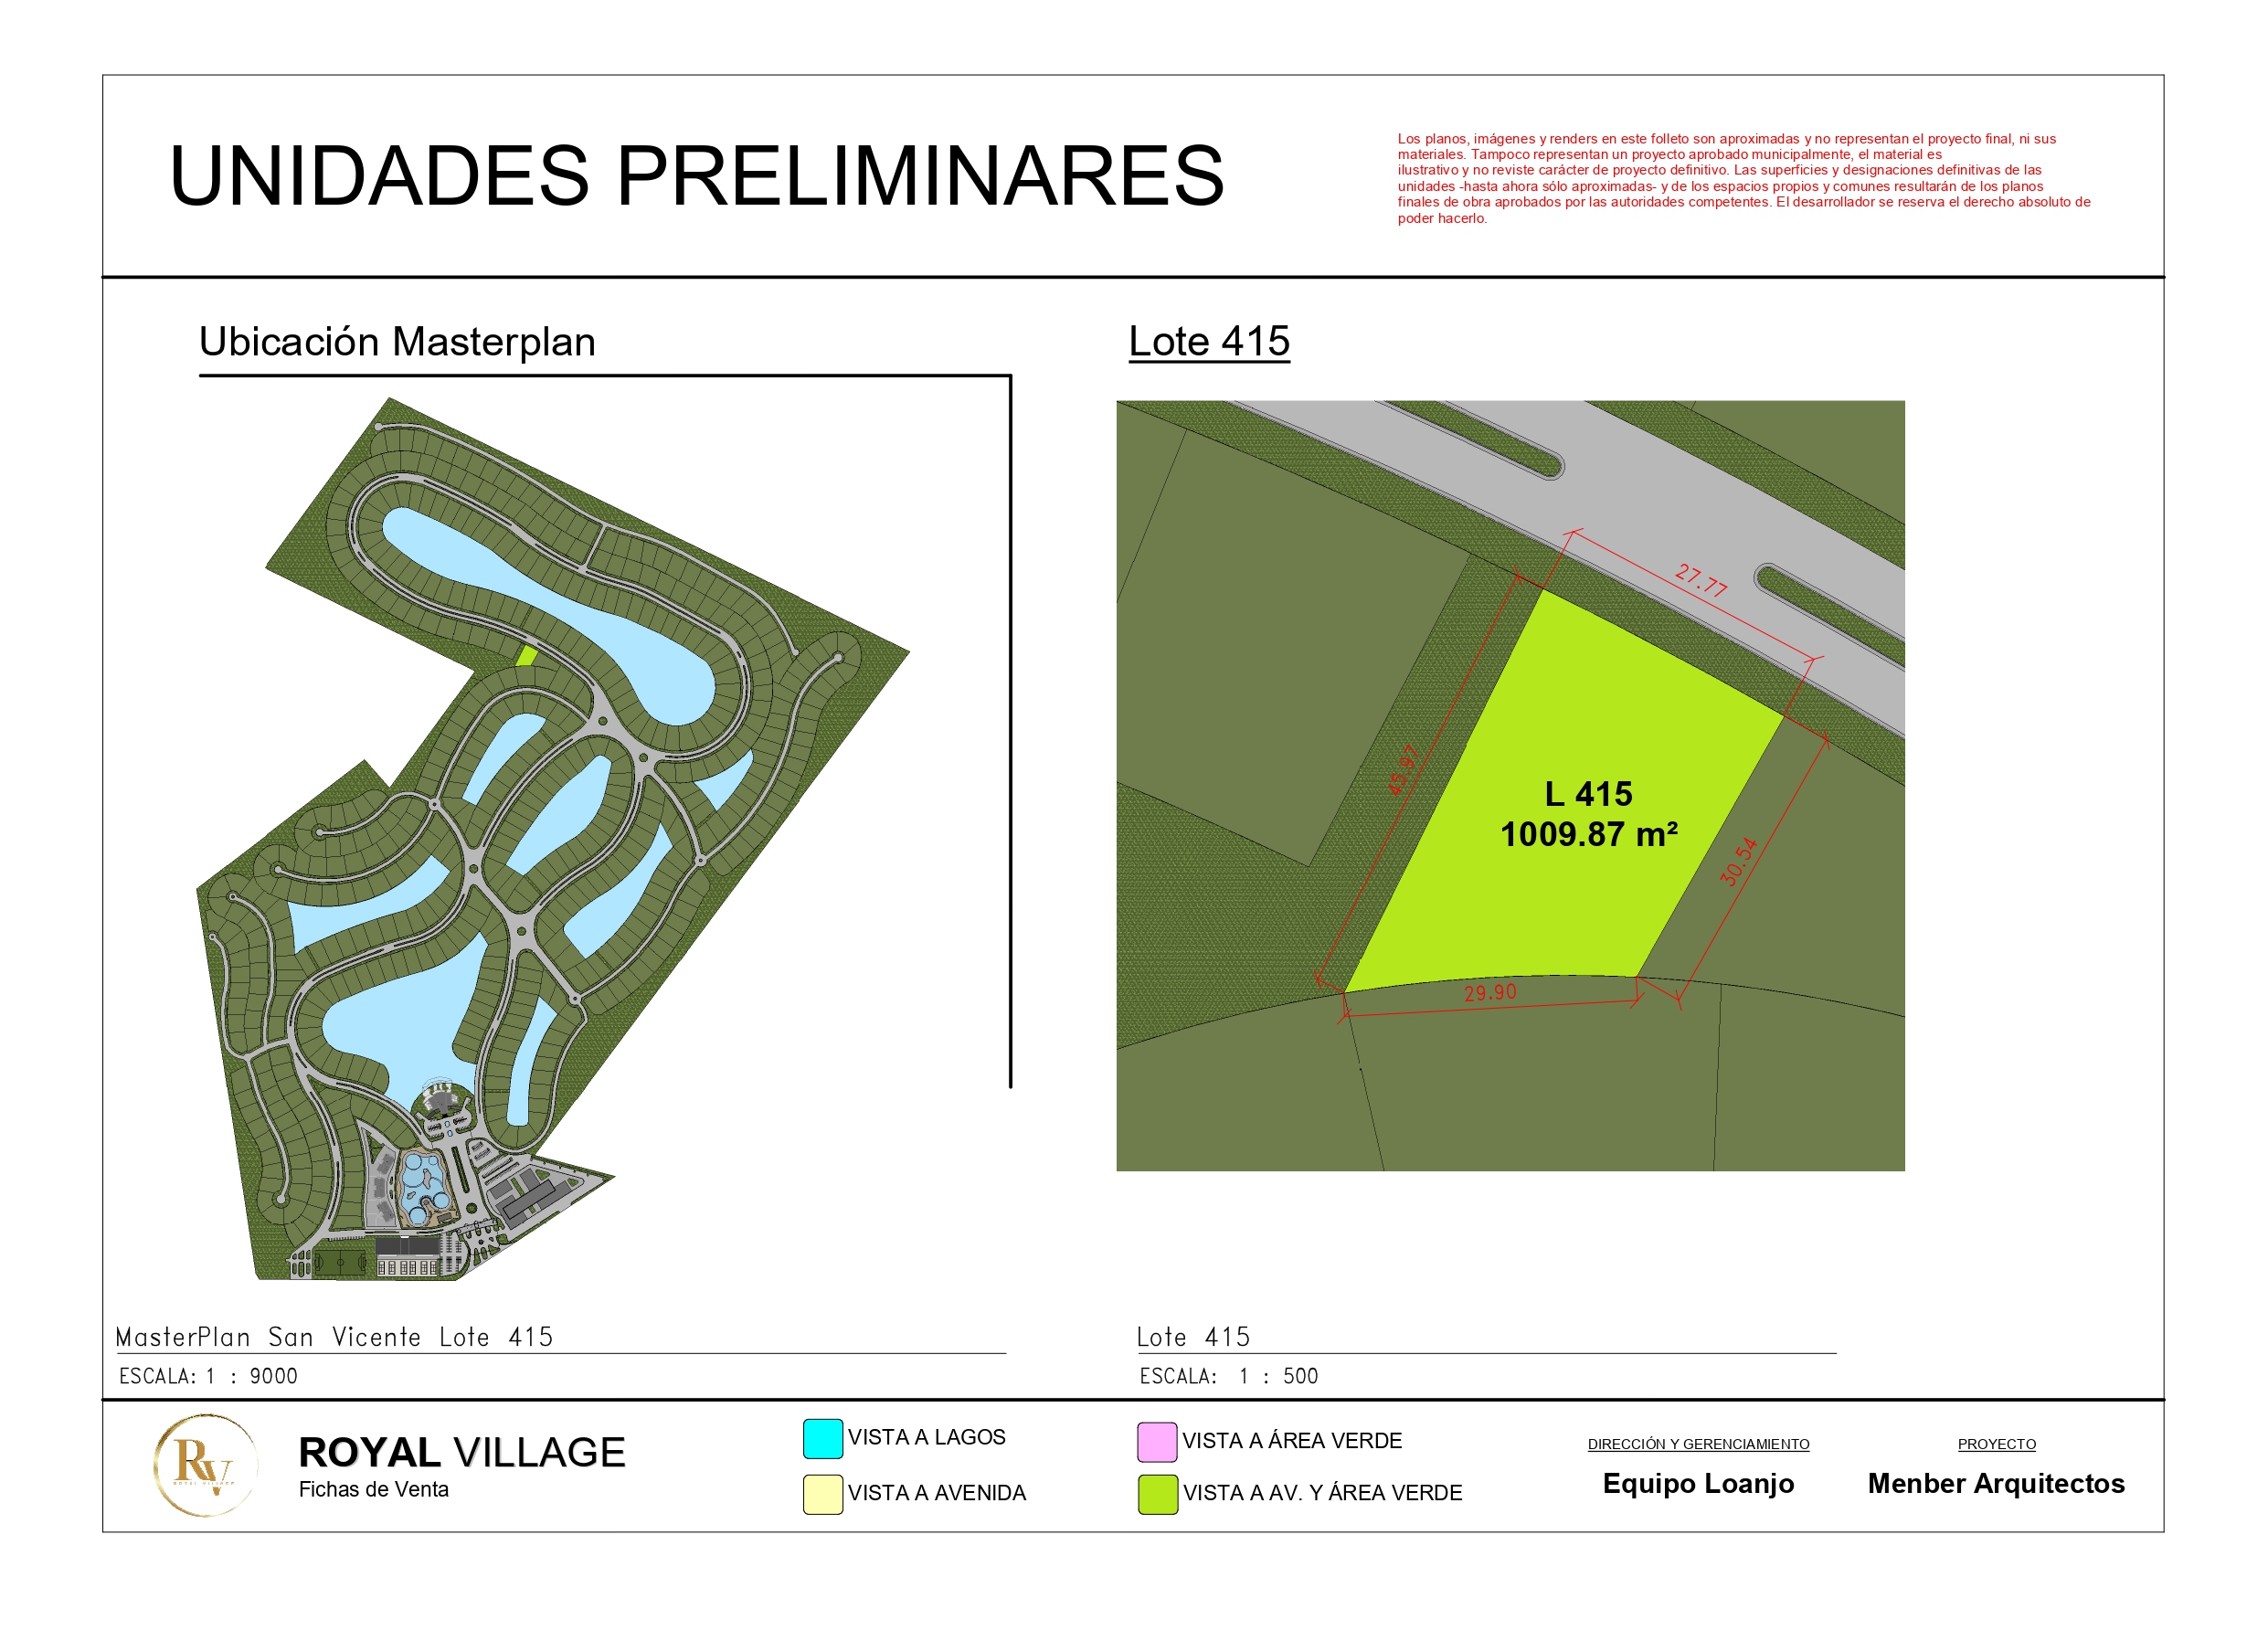 UNIDADES PRELIMINARES
Los planos, imágenes y renders en este folleto son aproximadas y no representan el proyecto final, ni sus
materiales. Tampoco representan un proyecto aprobado municipalmente, el material es
ilustrativo y no reviste carácter de proyecto definitivo. Las superficies y designaciones definitivas de las
unidades -hasta ahora sólo aproximadas- y de los espacios propios y comunes resultarán de los planos
finales de obra aprobados por las autoridades competentes. El desarrollador se reserva el derecho absoluto de
poder hacerlo.
Ubicación Masterplan
Lote 415
27.77
45.97
L 415
1009.87 m²
30.54
29.90
MasterPlan San Vicente Lote 415
ESCALA: 1 : 9000
Lote 415
ESCALA: 1 : 500
RV
ROYAL VILLAGE
ROYAL VILLAGE
Fichas de Venta
VISTA A LAGOS
VISTA A AVENIDA
VISTA A ÁREA VERDE
VISTA A AV. Y ÁREA VERDE
DIRECCIÓN Y GERENCIAMIENTO
Equipo Loanjo
PROYECTO
Menber Arquitectos